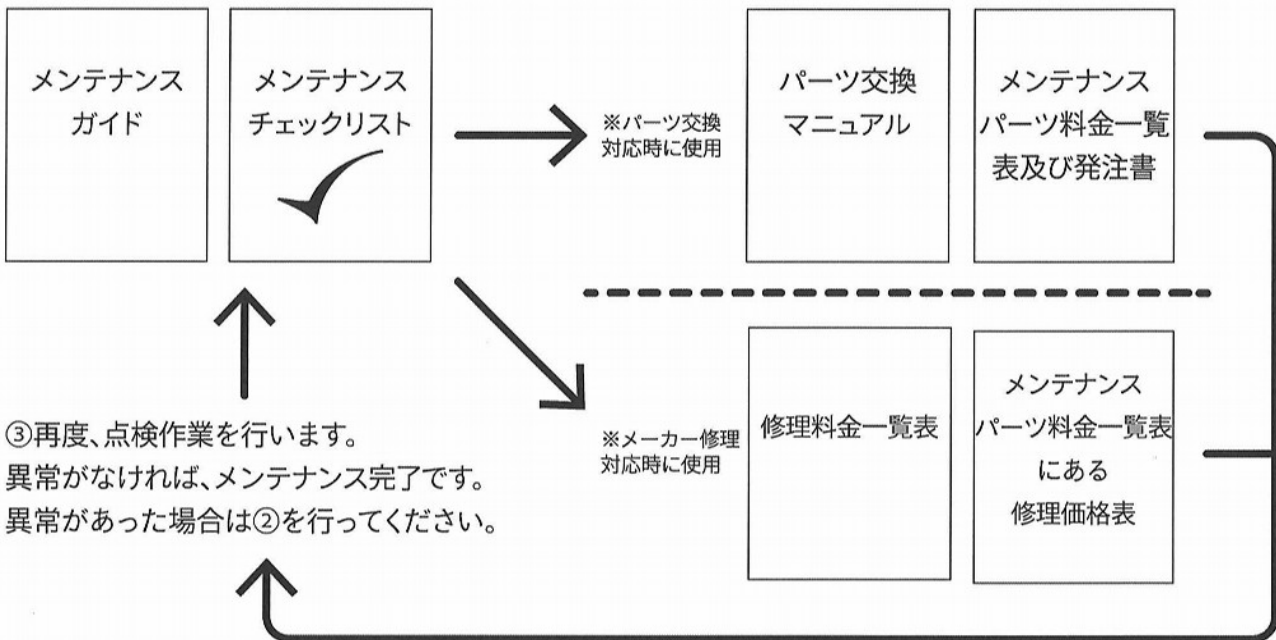 メンテナンス
ガイド
メンテナンス
チェックリスト
※パーツ交換
対応時に使用
パーツ交換
マニュアル
メンテナンス
パーツ料金一覧
表及び発注書
③再度、点検作業を行います。
異常がなければ、メンテナンス完了です。
異常があった場合は②を行ってください。
※メーカー修理
対応時に使用
修理料金一覧表
メンテナンス
パーツ料金一覧表
にある
修理価格表